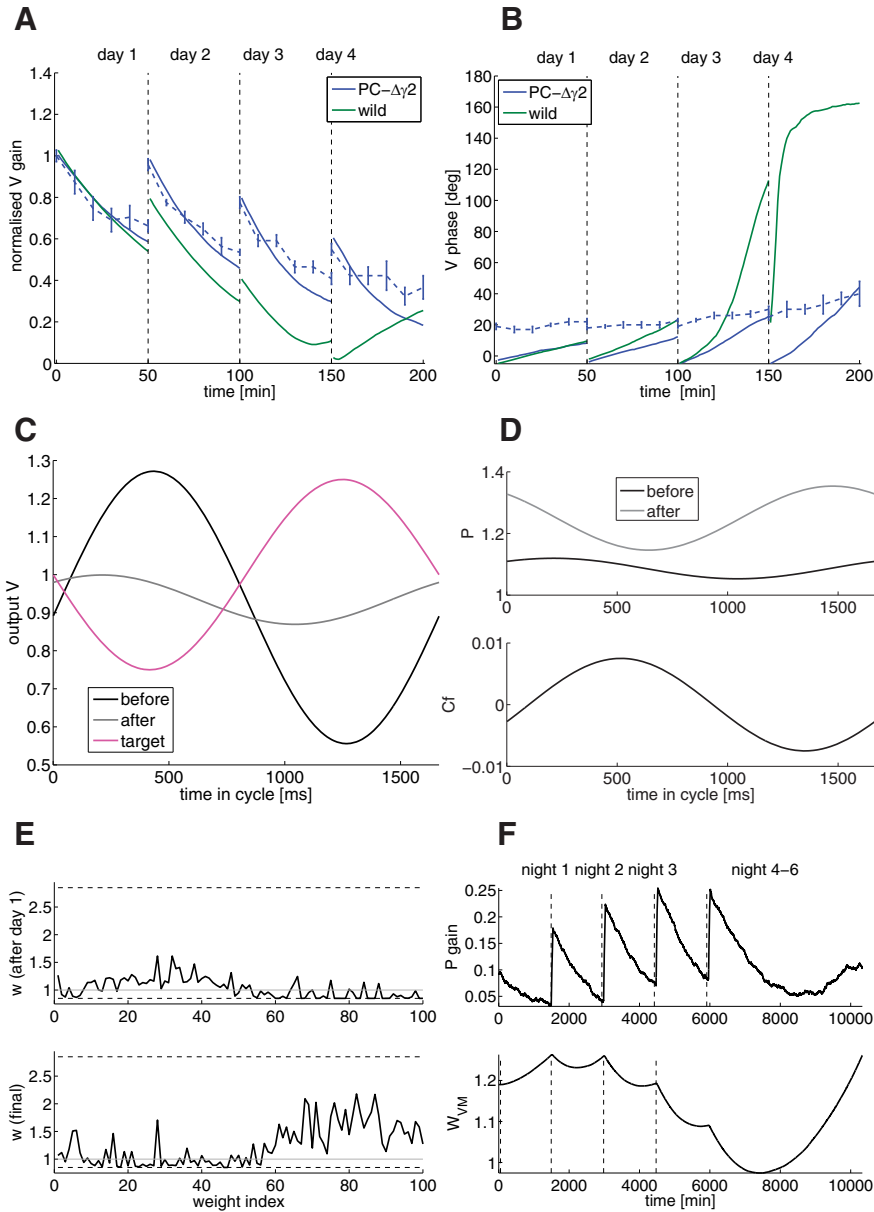 A
day 1 day 2 day 3 day 4
1.4
1.2
1
0.8
0.6
0.4
0.2
0
normalised V gain
PC−Δγ2
wild
0 50 100 150 200
time [min]
B
day 1 day 2 day 3 day 4
180
160
140
120
100
80
60
40
20
0
V phase [deg]
PC−Δγ2
wild
0 50 100 150 200
time [min]
C
1.3
1.2
1.1
1
0.9
0.8
0.7
0.6
0.5
output V
before
after
target
0 500 1000 1500
time in cycle [ms]
D
1.4
1.2
1
P
before
after
0 500 1000 1500
0.01
0
−0.01
Cf
0 500 1000 1500
time in cycle [ms]
E
2.5
2
1.5
1
w (after day 1)
0 20 40 60 80 100
2.5
2
1.5
1
w (final)
0 20 40 60 80 100
weight index
F
night 1 night 2 night 3 night 4−6
0.25
0.2
0.15
0.1
0.05
P gain
0 2000 4000 6000 8000 10000
1.2
1.1
1
WVM
0 2000 4000 6000 8000 10000
time [min]